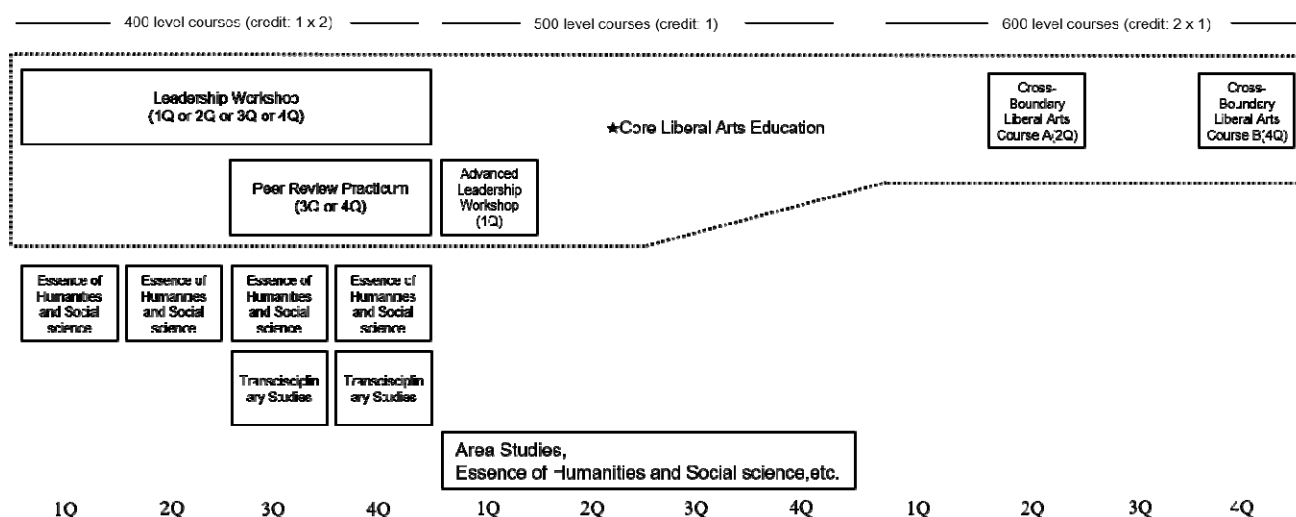 400 level courses (credit: 1 x 2)
500 level courses (credit: 1)
600 level courses (credit: 2 x 1)
Leadership Workshop
(1Q or 2Q or 3Q or 4Q)
★Core Liberal Arts Education
Cross-
Boundary
Liberal Arts
Course A(2Q)
Cross-
Boundary
Liberal Arts
Course B(4Q)
Peer Review Practicum
(3Q or 4Q)
Advanced
Leadership
Workshop
(1Q)
Essence of
Humanities
and Social
science
Essence of
Humanities
and Social
science
Essence of
Humanities
and Social
science
Essence of
Humanities
and Social
science
Transdisciplin
ary Studies
Transdisciplin
ary Studies
Area Studies,
Essence of Humanities and Social science,etc.
1Q
2Q
3Q
4Q
1Q
2Q
3Q
4Q
1Q
2Q
3Q
4Q